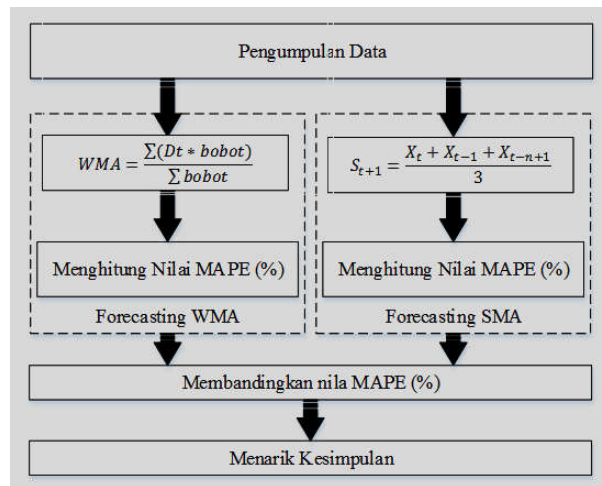 Pengumpulan Data
WMA = ∑(Dt * bobot) / ∑ bobot
S_{t+1} = X_t + X_{t-1} + X_{t-n+1} / 3
Menghitung Nilai MAPE (%)
Menghitung Nilai MAPE (%)
Forecasting WMA
Forecasting SMA
Membandingkan nila MAPE (%)
Menarik Kesimpulan